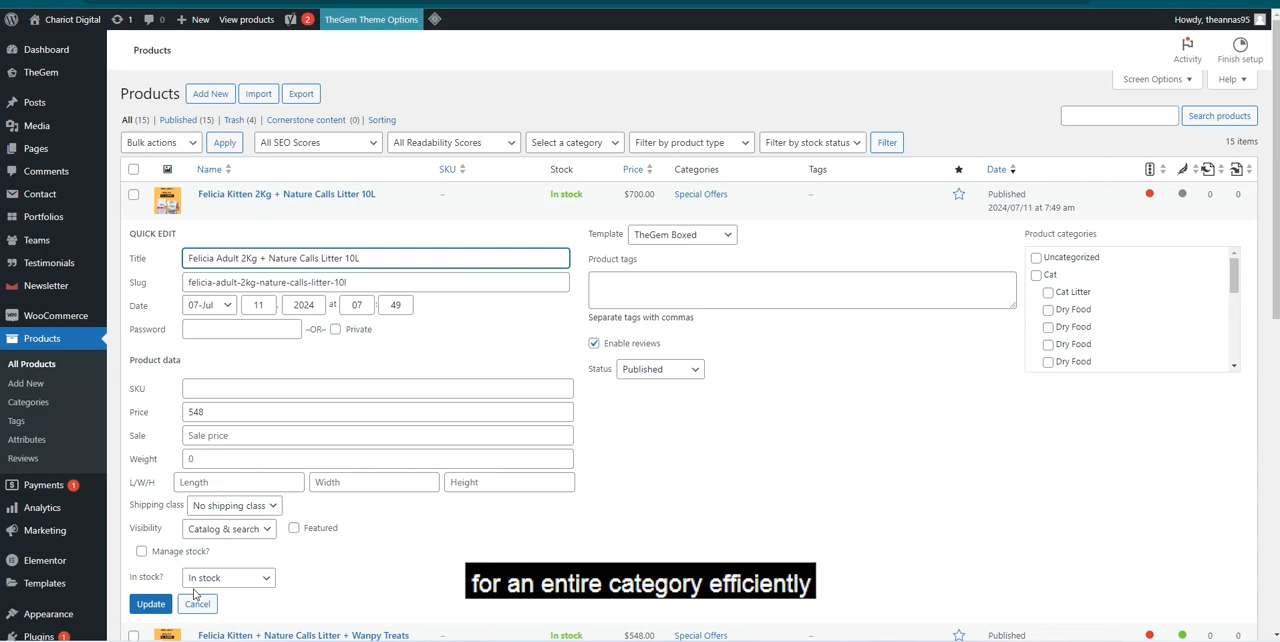 Chariot Digital
1
0
New
View products
2
TheGem Theme Options
Howdy, theannas95
Dashboard
TheGem
Posts
Media
Pages
Comments
Contact
Portfolios
Teams
Testimonials
Newsletter
WooCommerce
Products
All Products
Add New
Categories
Tags
Attributes
Reviews
Payments 1
Analytics
Marketing
Elementor
Templates
Appearance
Plugins 1
Products
Activity
Finish setup
Screen Options
Help
Products Add New Import Export
All (15) | Published (15) | Trash (4) | Cornerstone content (0) | Sorting
Search products
Bulk actions Apply All SEO Scores All Readability Scores Select a category Filter by product type Filter by stock status Filter
15 items
Name SKU Stock Price Categories Tags Date
Felicia Kitten 2Kg + Nature Calls Litter 10L – In stock $700.00 Special Offers – Published 0 0
2024/07/11 at 7:49 am
QUICK EDIT
Title Felicia Adult 2Kg + Nature Calls Litter 10L
Slug felicia-adult-2kg-nature-calls-litter-10l
Date 07-Jul 11 , 2024 at 07 : 49
Password –OR– Private
Product data
SKU
Price 548
Sale Sale price
Weight 0
L/W/H Length Width Height
Shipping class No shipping class
Visibility Catalog & search Featured
Manage stock?
In stock? In stock
Update Cancel
Template TheGem Boxed
Product tags
Separate tags with commas
Enable reviews
Status Published
Product categories
Uncategorized
Cat
Cat Litter
Dry Food
Dry Food
Dry Food
Dry Food
for an entire category efficiently
Felicia Kitten + Nature Calls Litter + Wanpy Treats – In stock $548.00 Special Offers – Published 0 0